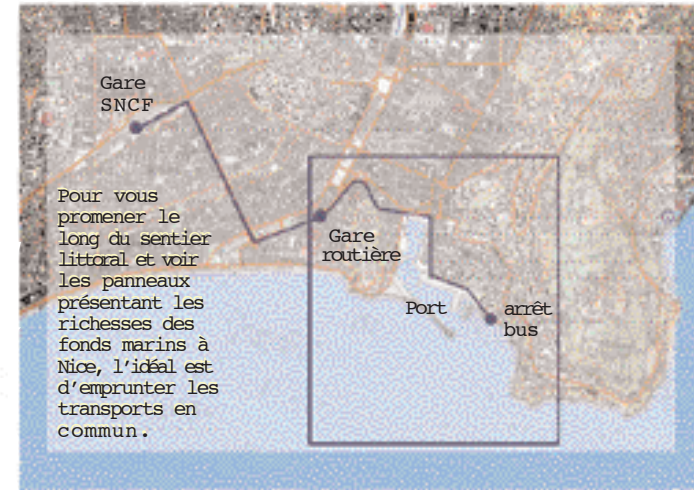 Gare
SNCF
Pour vous
promener le
long du sentier
littoral et voir
les panneaux
présentant les
richesses des
fonds marins à
Nice, l'idéal est
d'emprunter les
transports en
commun.
Gare
routière
Port
arrêt
bus